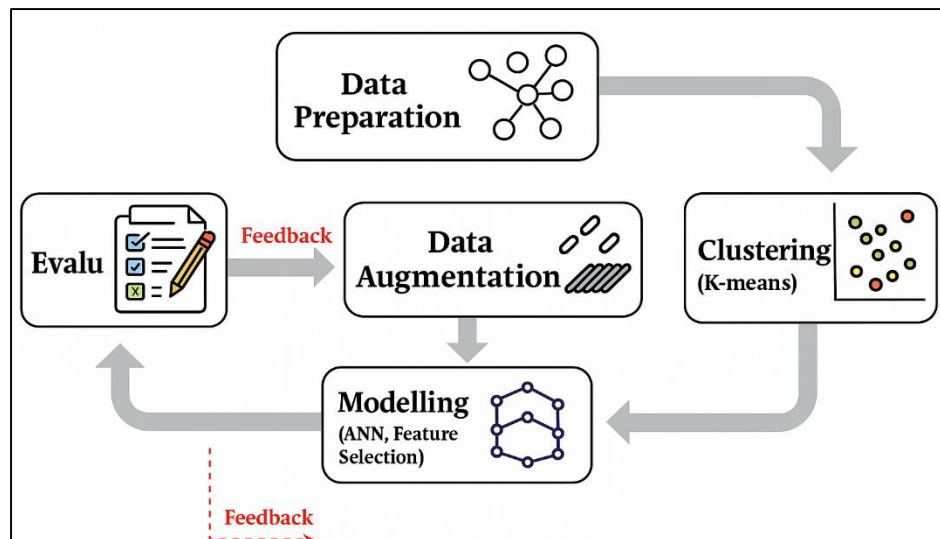 Data
Preparation
Evalu
Feedback
Data
Augmentation
Clustering
(K-means)
Modelling
(ANN, Feature
Selection)
Feedback